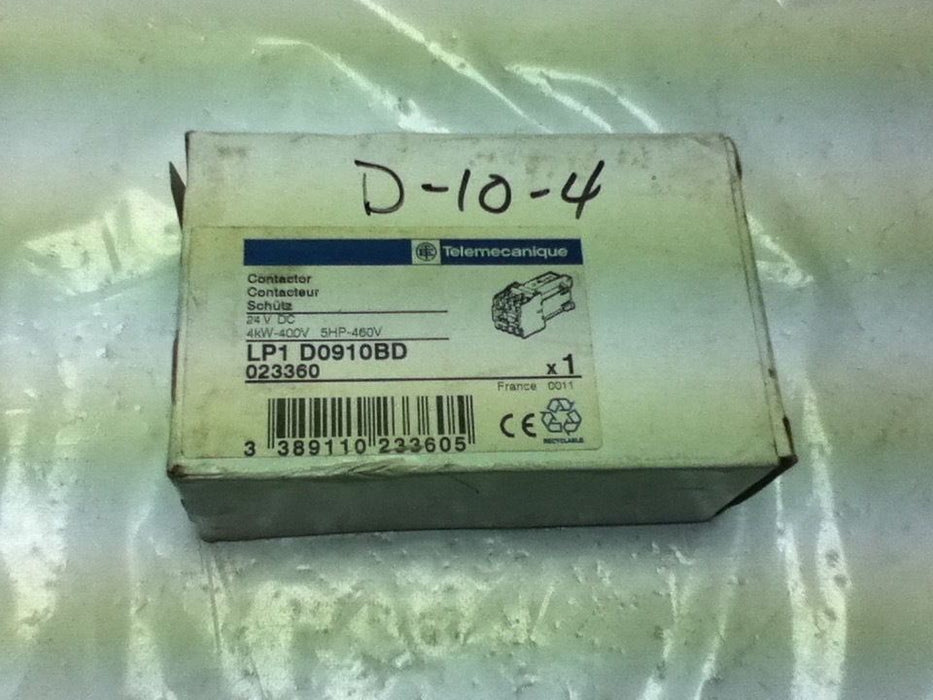 D-10-4
Telemecanique
Contactor
Contacteur
Schütz
24 V DC
4kW-400V 5HP-460V
LP1 D0910BD
023360
x 1
France 0011
3 389110 233605
CE
RECYCLABLE